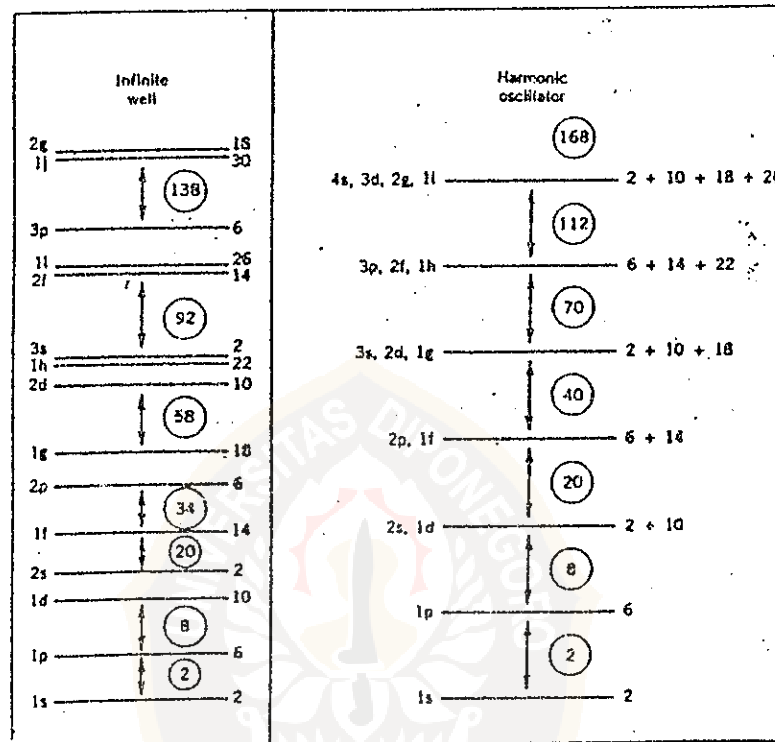 Infinite
well
2g 18
1j 30
138
3p 6
1i 26
2f 14
92
3s 2
1h 22
2d 10
58
1g 18
2p 6
34
1f 14
20
2s 2
1d 10
8
1p 6
2
1s 2
Harmonic
oscillator
168
4s, 3d, 2g, 1i 2 + 10 + 18 + 26
112
3p, 2f, 1h 6 + 14 + 22
70
3s, 2d, 1g 2 + 10 + 18
40
2p, 1f 6 + 14
20
2s, 1d 2 + 10
8
1p 6
2
1s 2
UNIVERSITAS DIPONEGORO